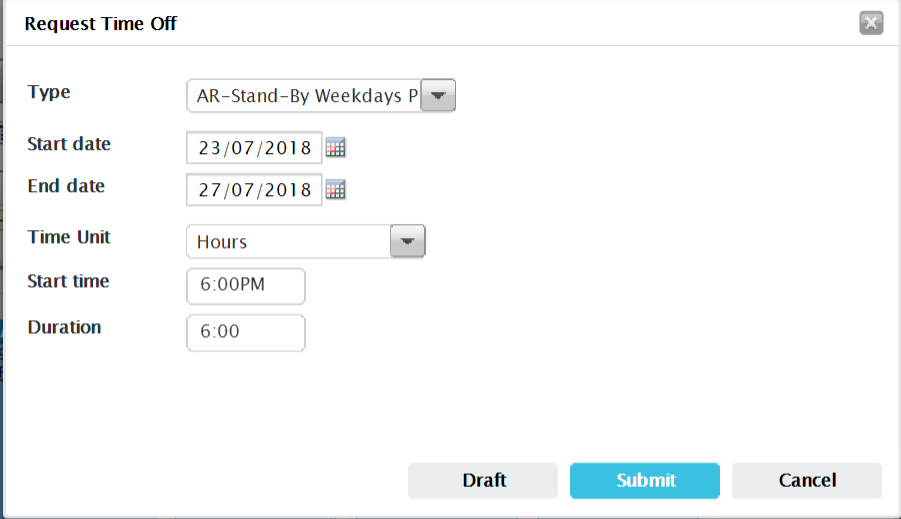 Request Time Off
Type AR-Stand-By Weekdays P
Start date 23/07/2018
End date 27/07/2018
Time Unit Hours
Start time 6:00PM
Duration 6:00
Draft Submit Cancel